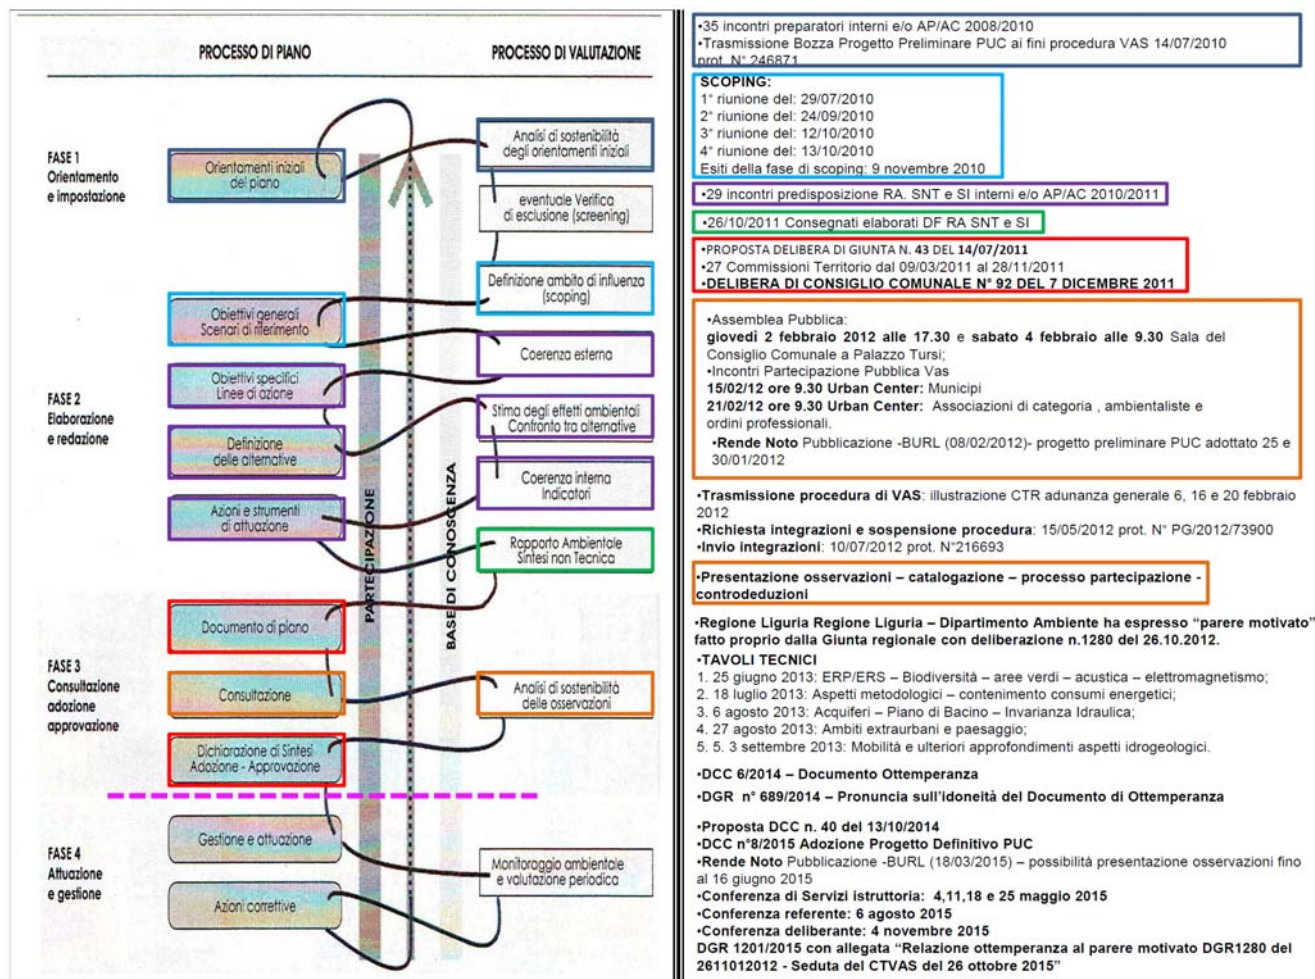 PROCESSO DI PIANO
PROCESSO DI VALUTAZIONE
FASE 1
Orientamento
e impostazione
Orientamenti iniziali
del piano
Analisi di sostenibilità
degli orientamenti iniziali
eventuale Verifica
di esclusione (screening)
Definizione ambito di influenza
(scoping)
FASE 2
Elaborazione
e redazione
Obiettivi generali
Scenari di riferimento
Coerenza esterna
Obiettivi specifici
Linee di azione
Stima degli effetti ambientali
Confronto tra alternative
Definizione
delle alternative
Coerenza interna
Indicatori
Azioni e strumenti
di attuazione
Rapporto Ambientale
Sintesi non Tecnica
PARTECIPAZIONE
BASE DI CONOSCENZA
FASE 3
Consultazione
adozione
approvazione
Documento di piano
Consultazione
Analisi di sostenibilità
delle osservazioni
Dichiarazione di Sintesi
Adozione - Approvazione
FASE 4
Attuazione
e gestione
Gestione e attuazione
Monitoraggio ambientale
e valutazione periodica
Azioni correttive
•35 incontri preparatori interni e/o AP/AC 2008/2010
•Trasmissione Bozza Progetto Preliminare PUC ai fini procedura VAS 14/07/2010
prot. N° 246871
SCOPING:
1° riunione del: 29/07/2010
2° riunione del: 24/09/2010
3° riunione del: 12/10/2010
4° riunione del: 13/10/2010
Esiti della fase di scoping: 9 novembre 2010
•29 incontri predisposizione RA. SNT e SI interni e/o AP/AC 2010/2011
•26/10/2011 Consegnati elaborati DF RA SNT e SI
•PROPOSTA DELIBERA DI GIUNTA N. 43 DEL 14/07/2011
•27 Commissioni Territorio dal 09/03/2011 al 28/11/2011
•DELIBERA DI CONSIGLIO COMUNALE N° 92 DEL 7 DICEMBRE 2011
•Assemblea Pubblica:
giovedì 2 febbraio 2012 alle 17.30 e sabato 4 febbraio alle 9.30 Sala del
Consiglio Comunale a Palazzo Tursi;
•Incontri Partecipazione Pubblica Vas
15/02/12 ore 9.30 Urban Center: Municipi
21/02/12 ore 9.30 Urban Center: Associazioni di categoria , ambientaliste e
ordini professionali.
•Rende Noto Pubblicazione -BURL (08/02/2012)- progetto preliminare PUC adottato 25 e
30/01/2012
•Trasmissione procedura di VAS: illustrazione CTR adunanza generale 6, 16 e 20 febbraio
2012
•Richiesta integrazioni e sospensione procedura: 15/05/2012 prot. N° PG/2012/73900
•Invio integrazioni: 10/07/2012 prot. N°216693
•Presentazione osservazioni – catalogazione – processo partecipazione -
controdeduzioni
•Regione Liguria Regione Liguria – Dipartimento Ambiente ha espresso “parere motivato”
fatto proprio dalla Giunta regionale con deliberazione n.1280 del 26.10.2012.
•TAVOLI TECNICI
1. 25 giugno 2013: ERP/ERS – Biodiversità – aree verdi – acustica – elettromagnetismo;
2. 18 luglio 2013: Aspetti metodologici – contenimento consumi energetici;
3. 6 agosto 2013: Acquiferi – Piano di Bacino – Invarianza Idraulica;
4. 27 agosto 2013: Ambiti extraurbani e paesaggio;
5. 5. 3 settembre 2013: Mobilità e ulteriori approfondimenti aspetti idrogeologici.
•DCC 6/2014 – Documento Ottemperanza
•DGR n° 689/2014 – Pronuncia sull’idoneità del Documento di Ottemperanza
•Proposta DCC n. 40 del 13/10/2014
•DCC n°8/2015 Adozione Progetto Definitivo PUC
•Rende Noto Pubblicazione -BURL (18/03/2015) – possibilità presentazione osservazioni fino
al 16 giugno 2015
•Conferenza di Servizi istruttoria: 4,11,18 e 25 maggio 2015
•Conferenza referente: 6 agosto 2015
•Conferenza deliberante: 4 novembre 2015
DGR 1201/2015 con allegata “Relazione ottemperanza al parere motivato DGR1280 del
2611012012 - Seduta del CTVAS del 26 ottobre 2015”